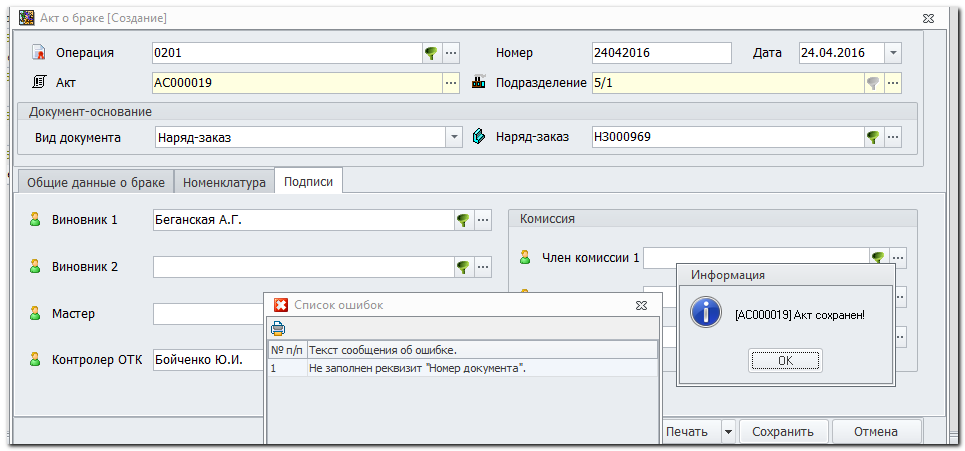 Акт о браке [Создание]
Операция 0201 Номер 24042016 Дата 24.04.2016
Акт АС000019 Подразделение 5/1
Документ-основание
Вид документа Наряд-заказ Наряд-заказ НЗ000969
Общие данные о браке Номенклатура Подписи
Виновник 1 Беганская А.Г.
Комиссия
Член комиссии 1
Виновник 2
Мастер
Контролер ОТК Бойченко Ю.И.
Информация
[АС000019] Акт сохранен!
OK
Список ошибок
№ п/п Текст сообщения об ошибке.
1 Не заполнен реквизит "Номер документа".
Печать Сохранить Отмена